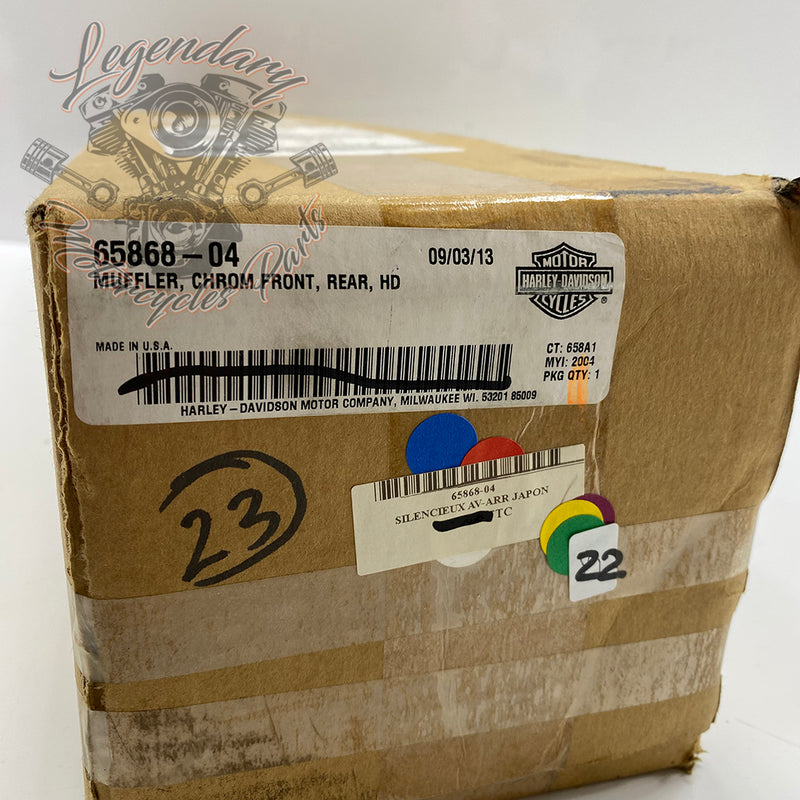 Legendary
Motorcycles Parts
65868-04
09/03/13
MUFFLER, CHROM FRONT, REAR, HD
MOTOR
HARLEY-DAVIDSON
CYCLES
®
MADE IN U.S.A.
CT: 658A1
MYI: 2004
PKG QTY: 1
HARLEY-DAVIDSON MOTOR COMPANY, MILWAUKEE WI. 53201 85009
23
65868-04
SILENCIEUX AV-ARR JAPON
TC
22